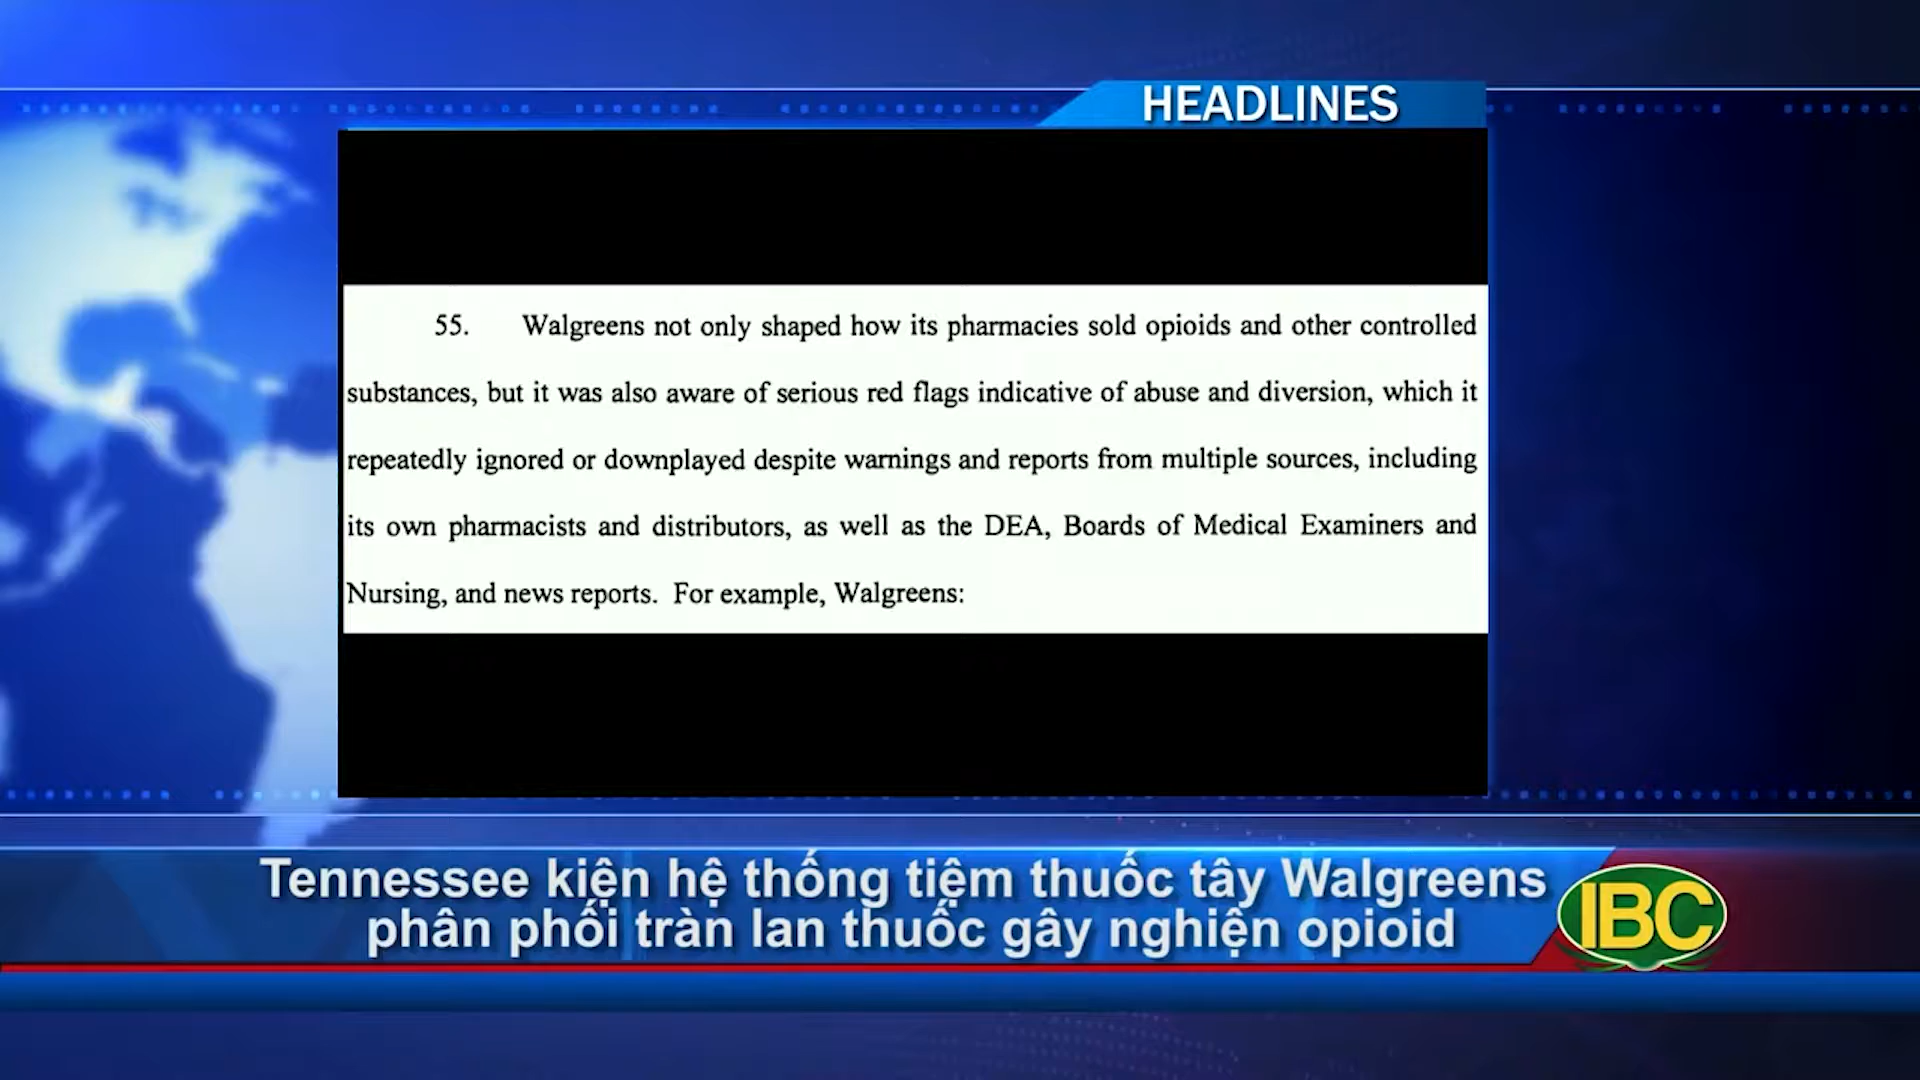 HEADLINES
55. Walgreens not only shaped how its pharmacies sold opioids and other controlled
substances, but it was also aware of serious red flags indicative of abuse and diversion, which it
repeatedly ignored or downplayed despite warnings and reports from multiple sources, including
its own pharmacists and distributors, as well as the DEA, Boards of Medical Examiners and
Nursing, and news reports. For example, Walgreens:
Tennessee kiện hệ thống tiệm thuốc tây Walgreens
phân phối tràn lan thuốc gây nghiện opioid
IBC